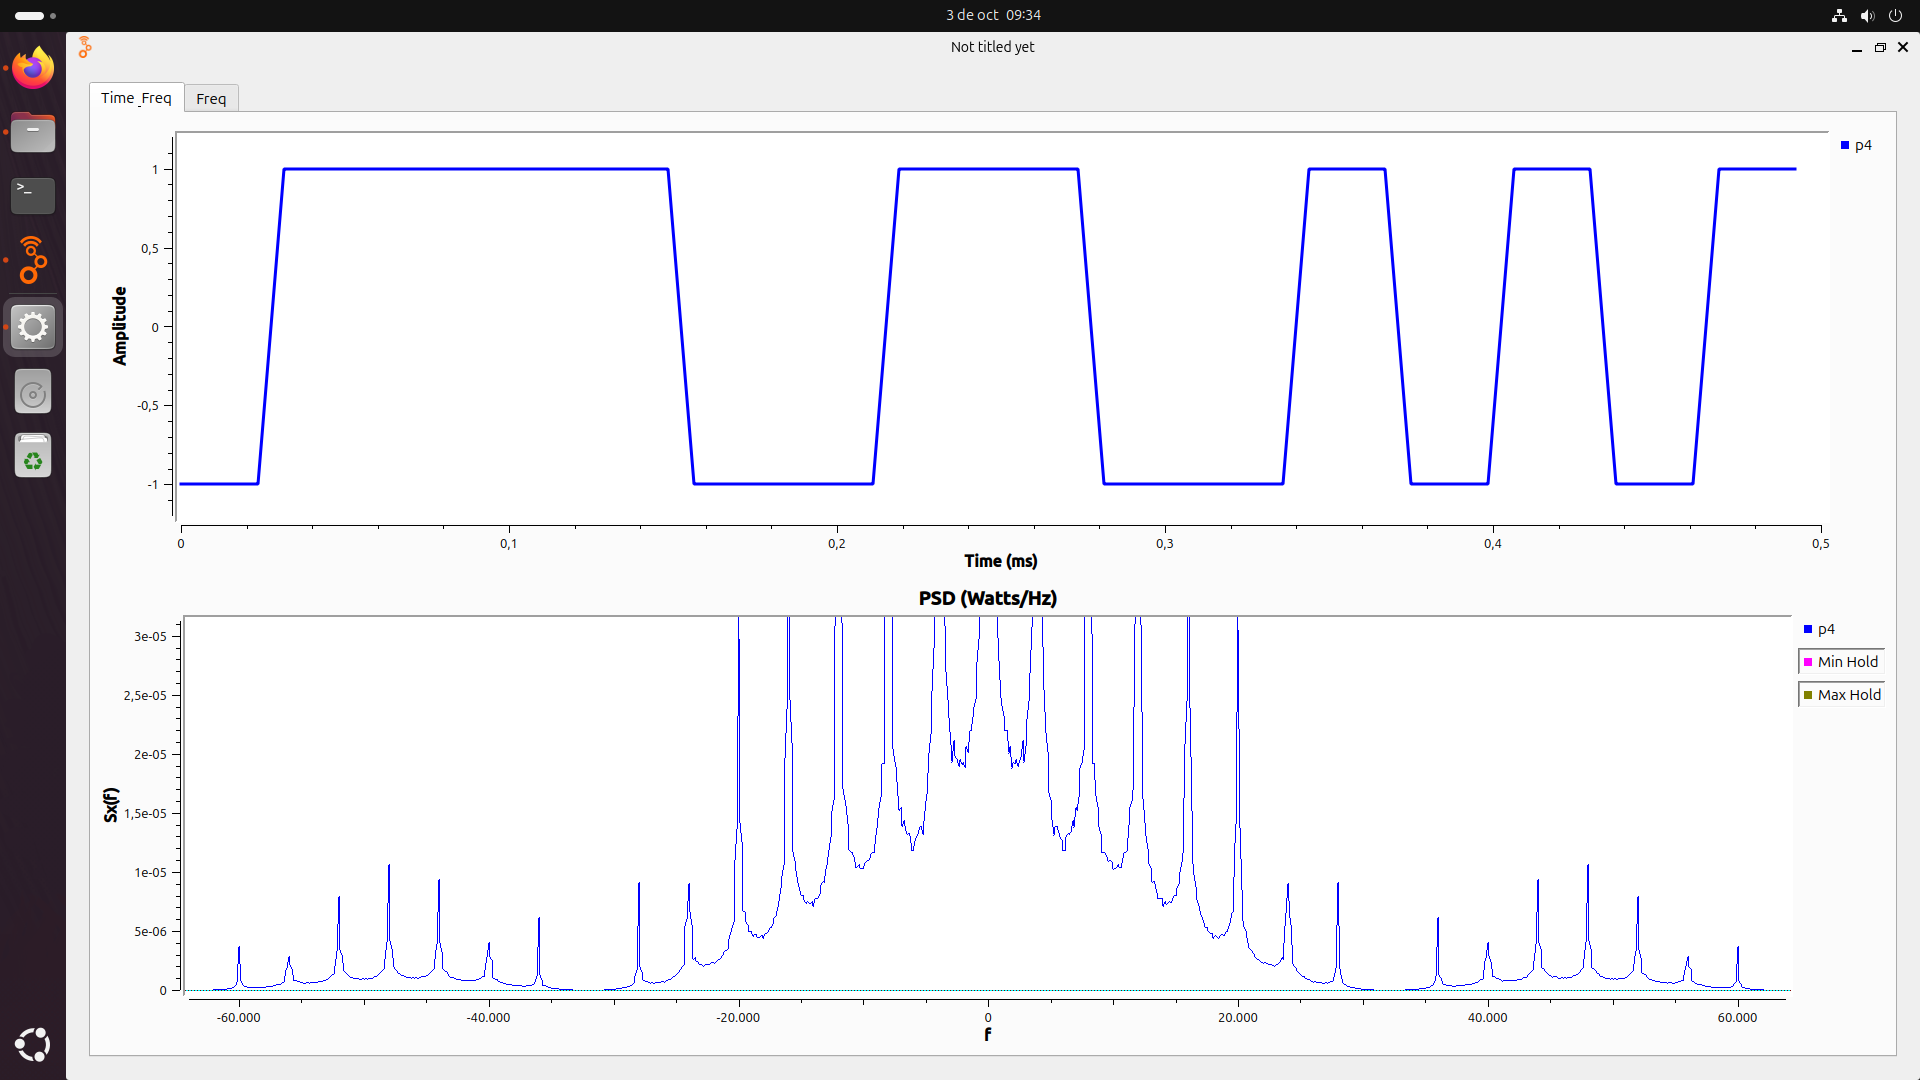 3 de oct 09:34
Not titled yet
Time_Freq
Freq
p4
1
0,5
0
-0,5
-1
Amplitude
0
0,1
0,2
0,3
0,4
0,5
Time (ms)
PSD (Watts/Hz)
p4
Min Hold
Max Hold
3e-05
2,5e-05
2e-05
1,5e-05
1e-05
5e-06
0
Sx(f)
-60.000
-40.000
-20.000
0
20.000
40.000
60.000
f